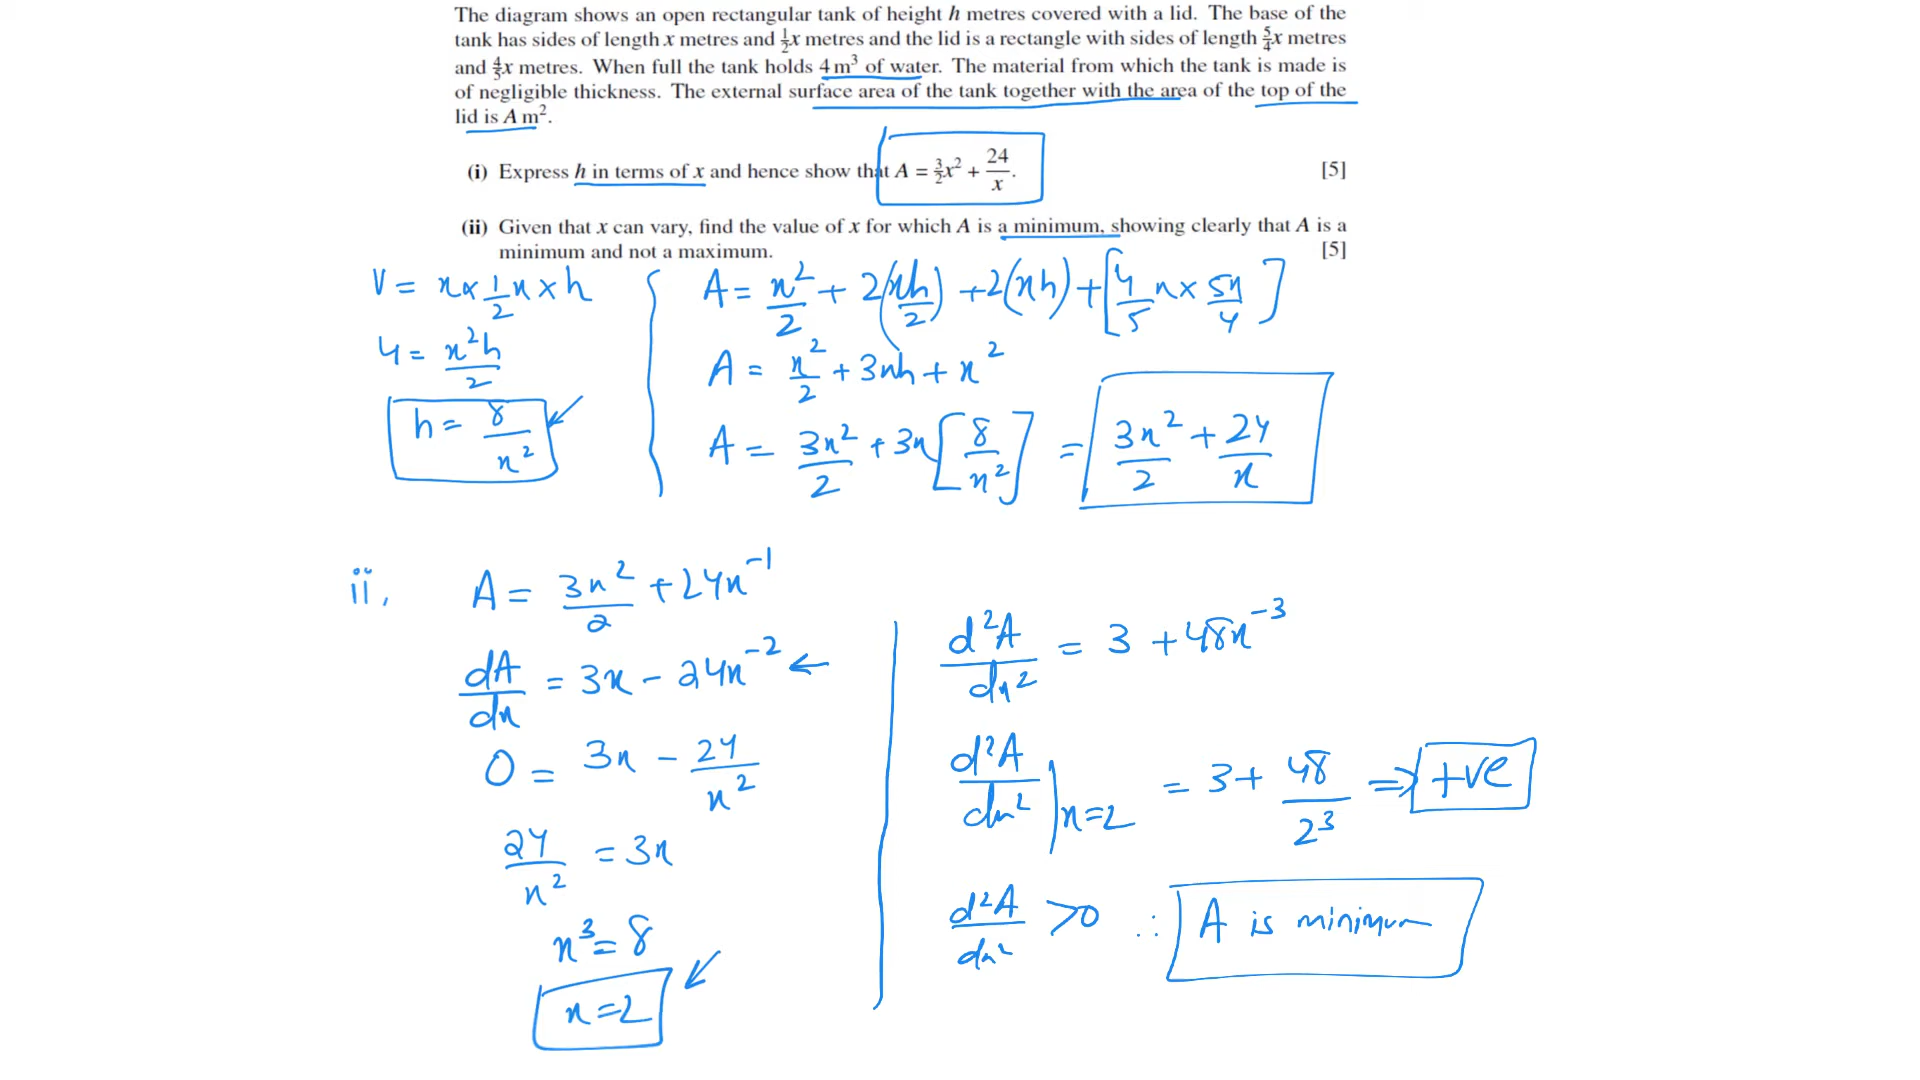 The diagram shows an open rectangular tank of height h metres covered with a lid. The base of the
tank has sides of length x metres and ½x metres and the lid is a rectangle with sides of length 5/4x metres
and 4/5x metres. When full the tank holds 4 m³ of water. The material from which the tank is made is
of negligible thickness. The external surface area of the tank together with the area of the top of the
lid is A m².
(i) Express h in terms of x and hence show that A = 3/2x² + 24/x. [5]
(ii) Given that x can vary, find the value of x for which A is a minimum, showing clearly that A is a
minimum and not a maximum. [5]
V = x × 1/2 x × h
4 = x²h/2
h = 8/x²
A = x²/2 + 2(xh/2) + 2(xh) + [4/5 x × 5x/4]
A = x²/2 + 3xh + x²
A = 3x²/2 + 3x[8/x²] = 3x²/2 + 24/x
ii, A = 3x²/2 + 24x⁻¹
dA/dx = 3x - 24x⁻²
0 = 3x - 24/x²
24/x² = 3x
x³ = 8
x = 2
d²A/dx² = 3 + 48x⁻³
d²A/dx² | x=2 = 3 + 48/2³ ⇒ +ve
d²A/dx² > 0 ∴ A is minimum